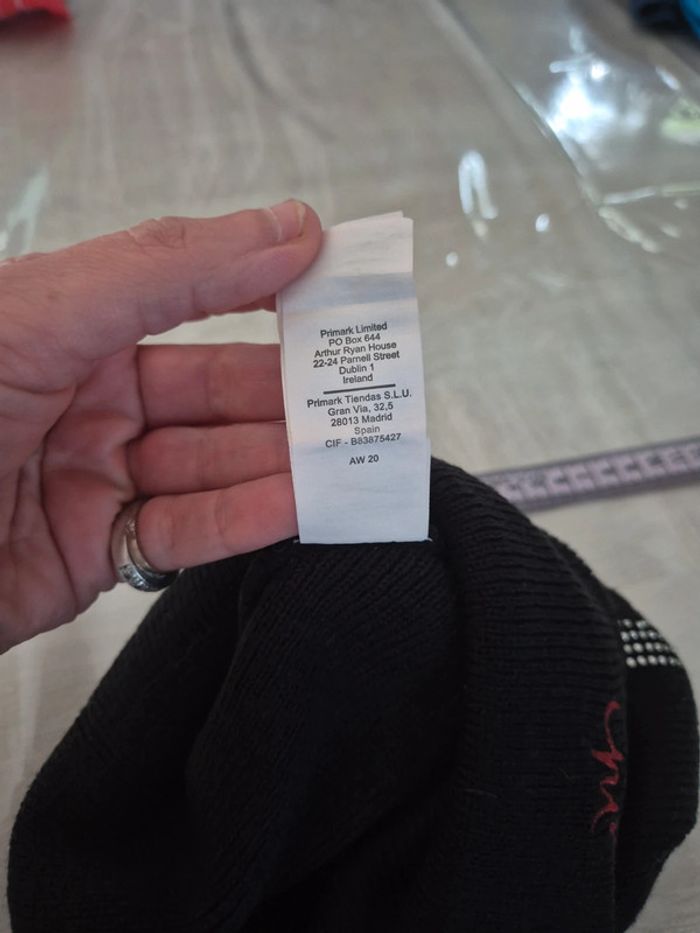 Primark Limited
PO Box 644
Arthur Ryan House
22-24 Parnell Street
Dublin 1
Ireland
Primark Tiendas S.L.U.
Gran Via, 32,5
28013 Madrid
Spain
CIF - B83875427
AW 20